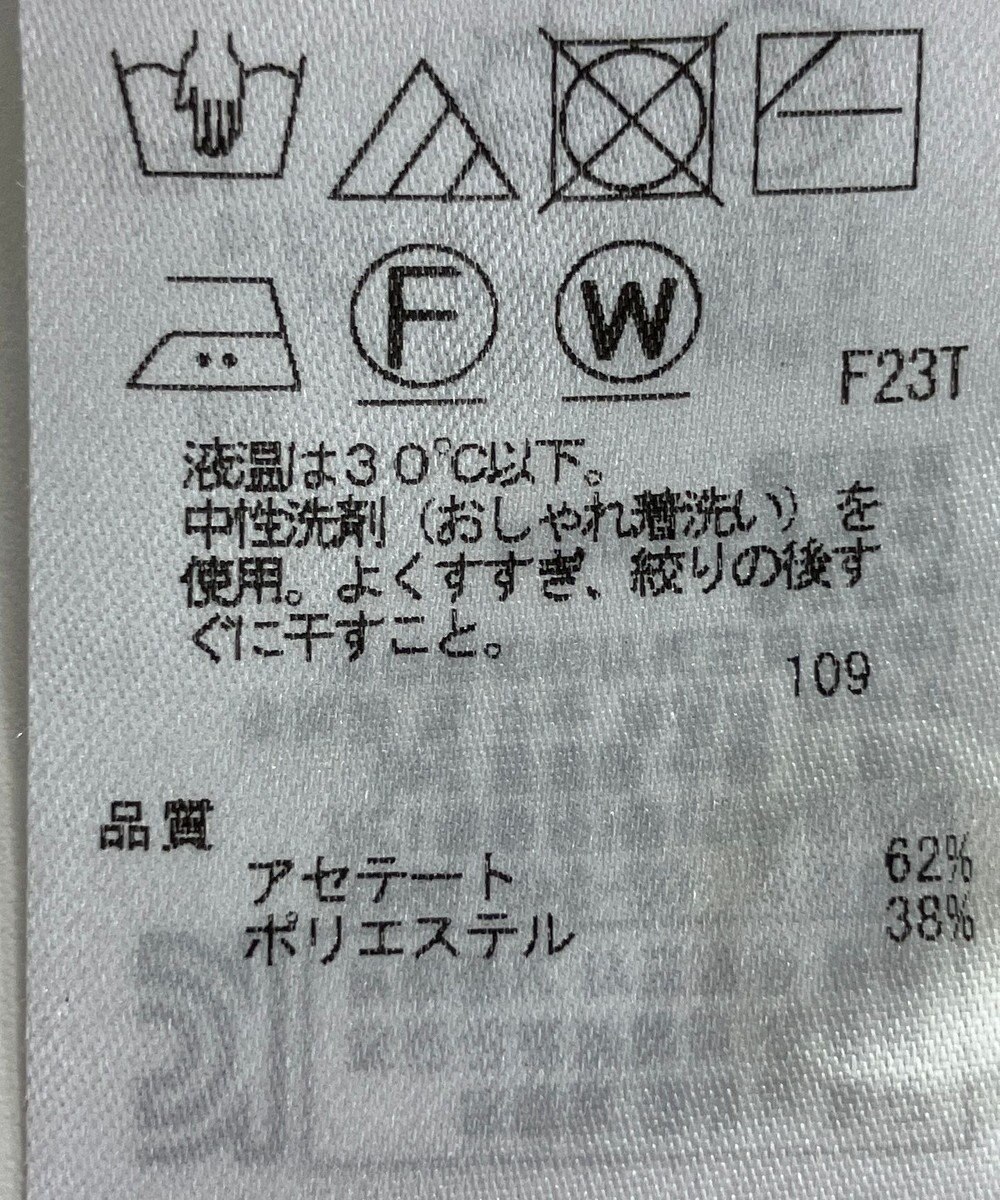 F W
F23T
液温は30℃以下。
中性洗剤（おしゃれ着洗い）を
使用。よくすすぎ、絞りの後す
ぐに干すこと。
109
品質
アセテート 62%
ポリエステル 38%